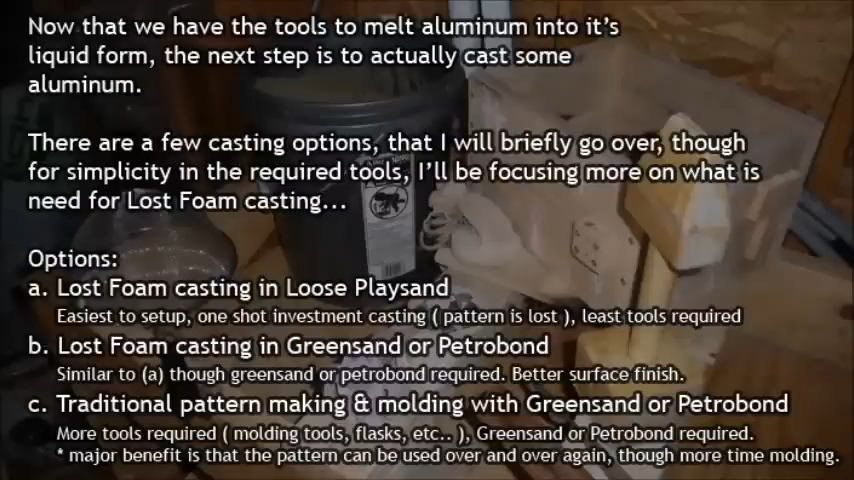 Now that we have the tools to melt aluminum into it's
liquid form, the next step is to actually cast some
aluminum.
There are a few casting options, that I will briefly go over, though
for simplicity in the required tools, I'll be focusing more on what is
need for Lost Foam casting...
Options:
a. Lost Foam casting in Loose Playsand
Easiest to setup, one shot investment casting ( pattern is lost ), least tools required
b. Lost Foam casting in Greensand or Petrobond
Similar to (a) though greensand or petrobond required. Better surface finish.
c. Traditional pattern making & molding with Greensand or Petrobond
More tools required ( molding tools, flasks, etc.. ), Greensand or Petrobond required.
* major benefit is that the pattern can be used over and over again, though more time molding.